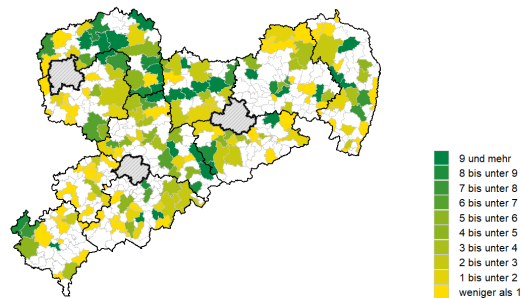 9 und mehr
8 bis unter 9
7 bis unter 8
6 bis unter 7
5 bis unter 6
4 bis unter 5
3 bis unter 4
2 bis unter 3
1 bis unter 2
weniger als 1